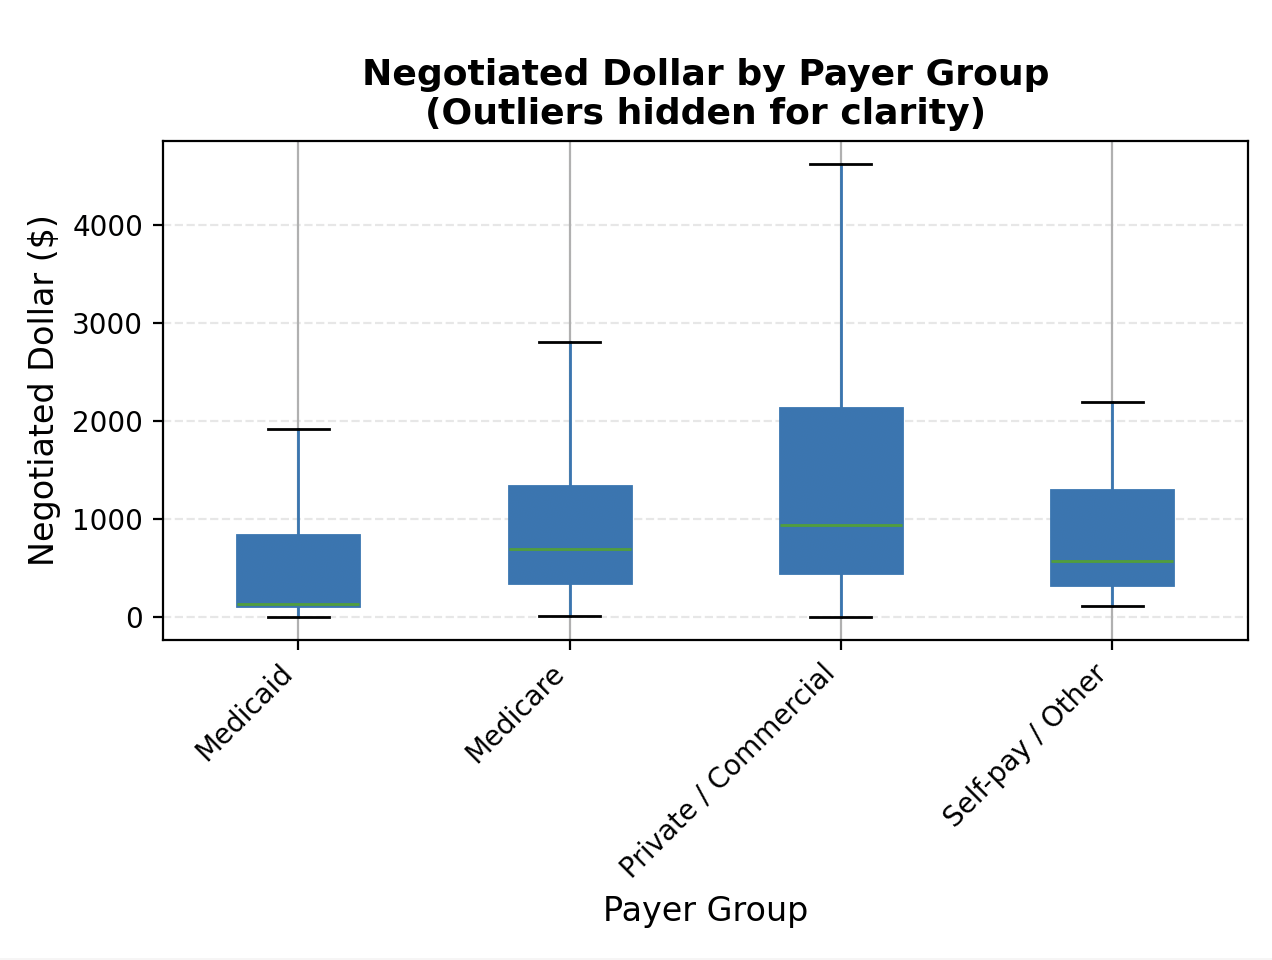 Negotiated Dollar by Payer Group
(Outliers hidden for clarity)
Negotiated Dollar ($)
4000
3000
2000
1000
0
Medicaid
Medicare
Private / Commercial
Self-pay / Other
Payer Group